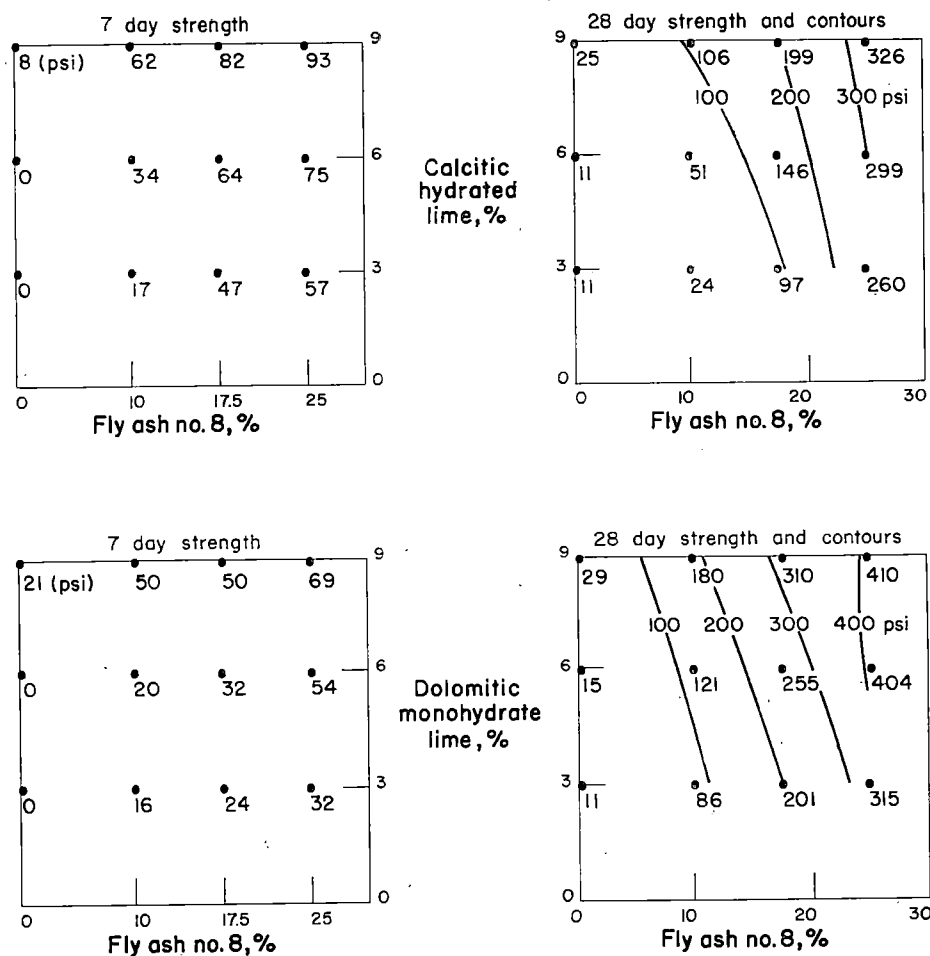 7 day strength
8 (psi) 62 82 93
0 34 64 75
0 17 47 57
9
6
3
0
0 10 17.5 25
Fly ash no. 8, %
Calcitic
hydrated
lime, %
28 day strength and contours
9
6
3
0
25 106 199 326
100 200 300 psi
11 51 146 299
11 24 97 260
0 10 20 30
Fly ash no. 8, %
7 day strength
21 (psi) 50 50 69
0 20 32 54
0 16 24 32
9
6
3
0
0 10 17.5 25
Fly ash no. 8, %
Dolomitic
monohydrate
lime, %
28 day strength and contours
9
6
3
0
29 180 310 410
100 200 300 400 psi
15 121 255 404
11 86 201 315
0 10 20 30
Fly ash no. 8, %